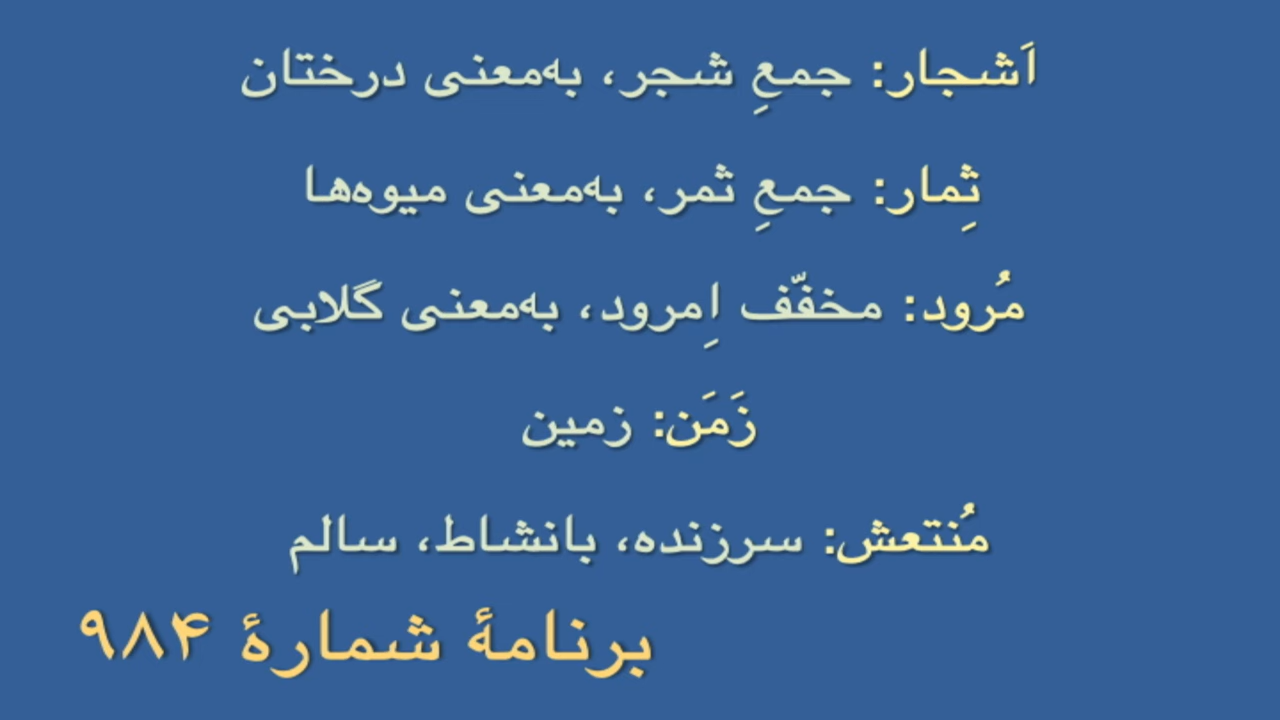 اَشجار: جمعِ شجر، به‌معنی درختان
ثِمار: جمعِ ثمر، به‌معنی میوه‌ها
مُرود: مخفّف اِمرود، به‌معنی گلابی
زَمَن: زمین
مُنتعش: سرزنده، بانشاط، سالم
برنامهٔ شمارهٔ ۹۸۴